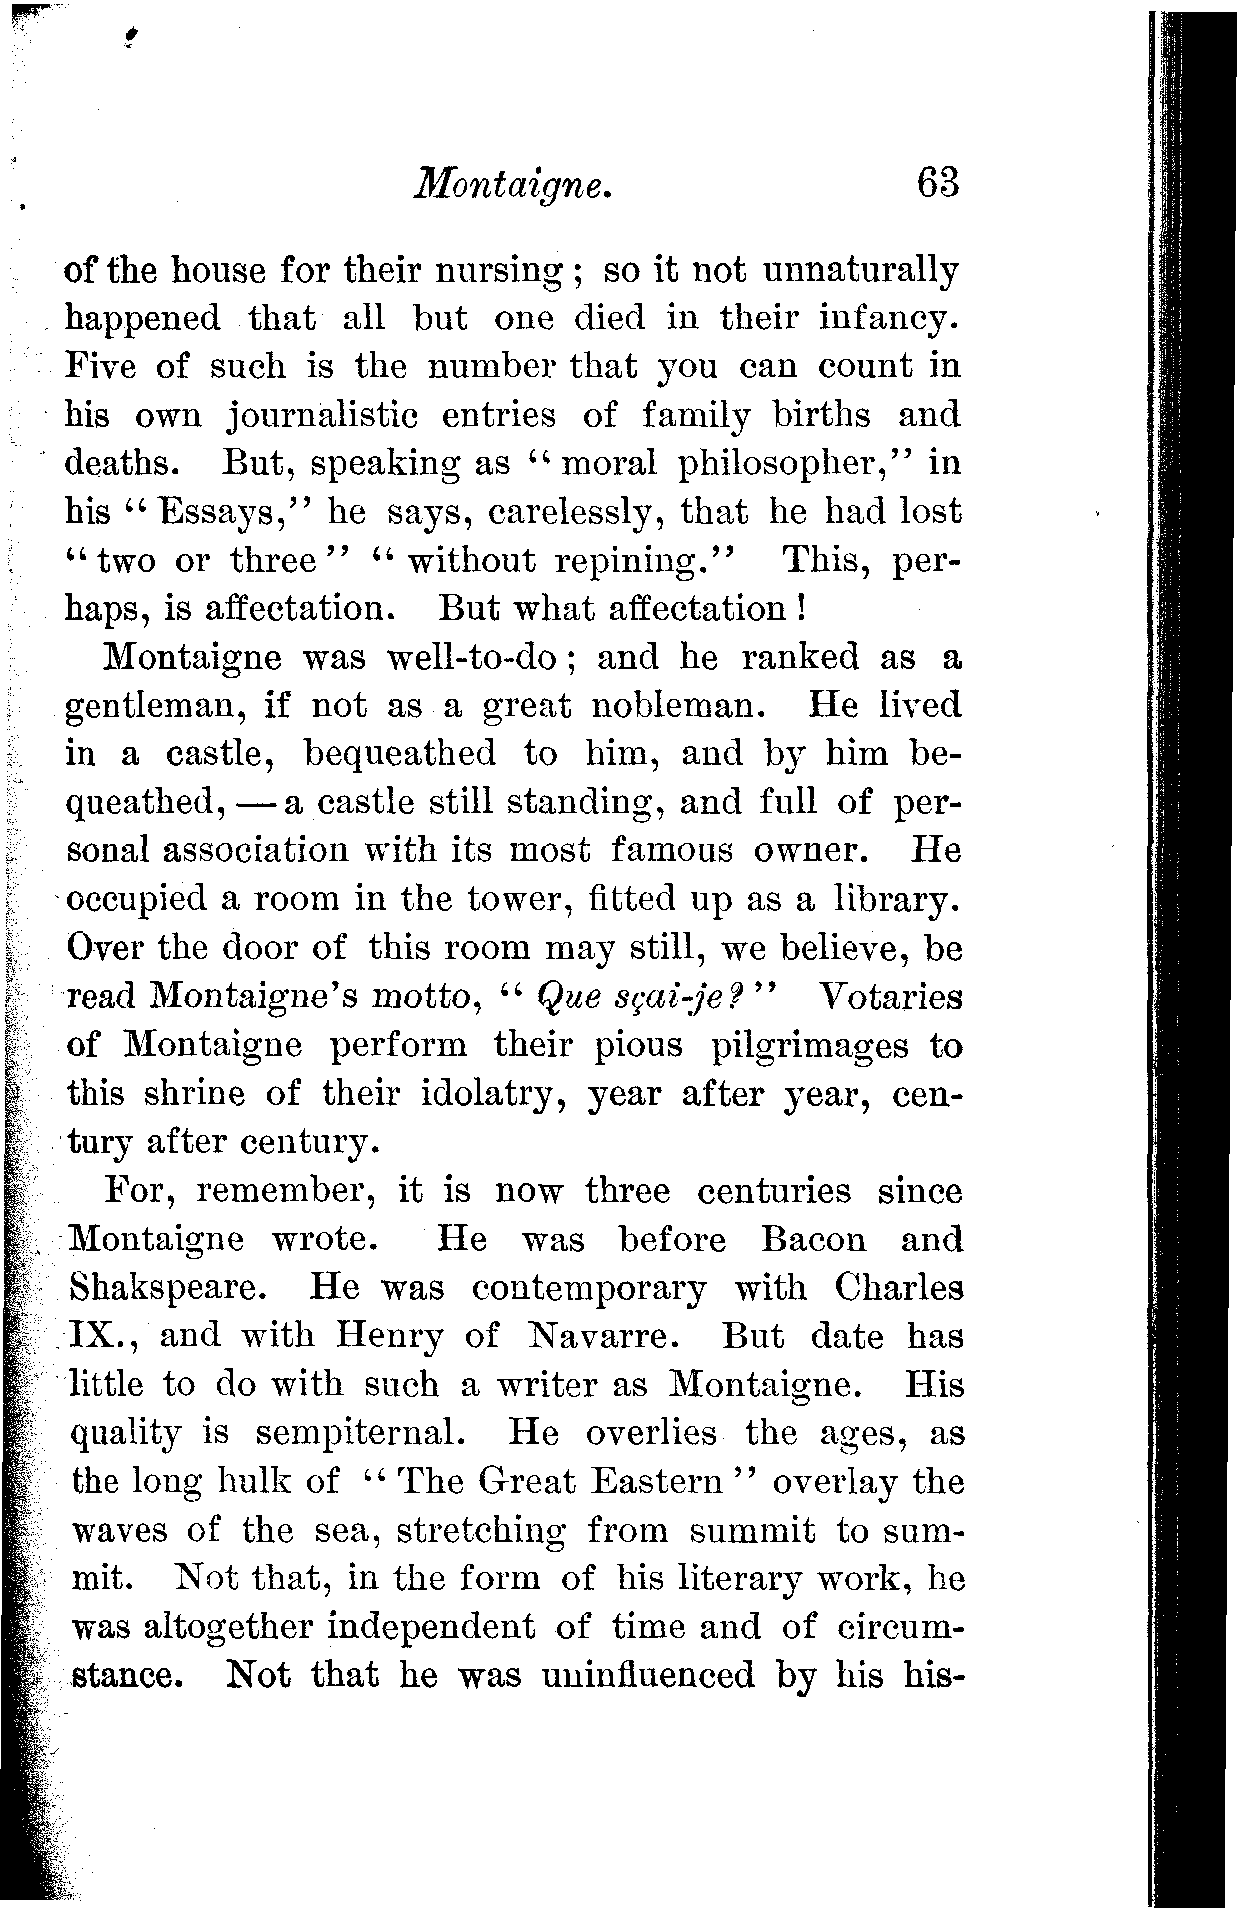 Montaigne. 63
of the house for their nursing; so it not unnaturally
happened that all but one died in their infancy.
Five of such is the number that you can count in
his own journalistic entries of family births and
deaths. But, speaking as “moral philosopher,” in
his “Essays,” he says, carelessly, that he had lost
“two or three” “without repining.” This, per-
haps, is affectation. But what affectation!
Montaigne was well-to-do; and he ranked as a
gentleman, if not as a great nobleman. He lived
in a castle, bequeathed to him, and by him be-
queathed,—a castle still standing, and full of per-
sonal association with its most famous owner. He
occupied a room in the tower, fitted up as a library.
Over the door of this room may still, we believe, be
read Montaigne’s motto, “Que sçai-je?” Votaries
of Montaigne perform their pious pilgrimages to
this shrine of their idolatry, year after year, cen-
tury after century.
For, remember, it is now three centuries since
Montaigne wrote. He was before Bacon and
Shakspeare. He was contemporary with Charles
IX., and with Henry of Navarre. But date has
little to do with such a writer as Montaigne. His
quality is sempiternal. He overlies the ages, as
the long hulk of “The Great Eastern” overlay the
waves of the sea, stretching from summit to sum-
mit. Not that, in the form of his literary work, he
was altogether independent of time and of circum-
stance. Not that he was uninfluenced by his his-